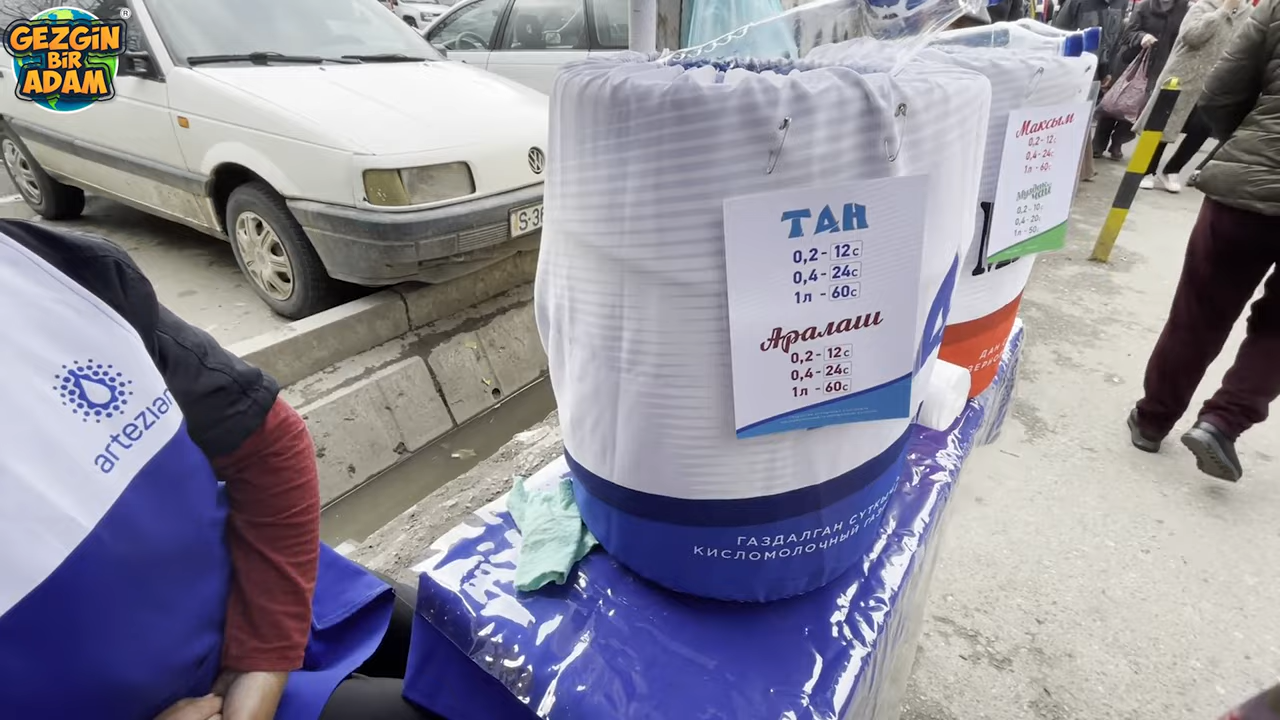 GEZGİN
BİR
ADAM
®
artezian
S-3
ТАН
0,2 - 12с
0,4 - 24с
1л - 60с
Аралаш
0,2 - 12с
0,4 - 24с
1л - 60с
ГАЗДАЛГАН
КИСЛОМОЛОЧНЫЙ
Максым
0,2 - 12с
0,4 - 24с
1л - 60с
0,2 - 10с
0,4 - 20с
1л - 50с